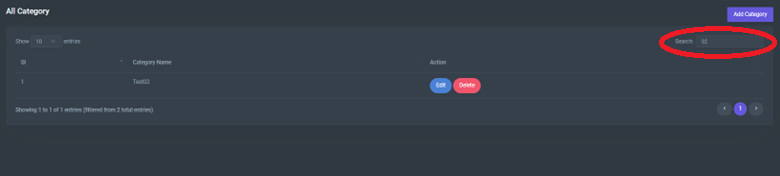 All Category
Add Category
Show 10 entries
Search: 02
Sl Category Name Action
1 Test02 Edit Delete
Showing 1 to 1 of 1 entries (filtered from 2 total entries)
1